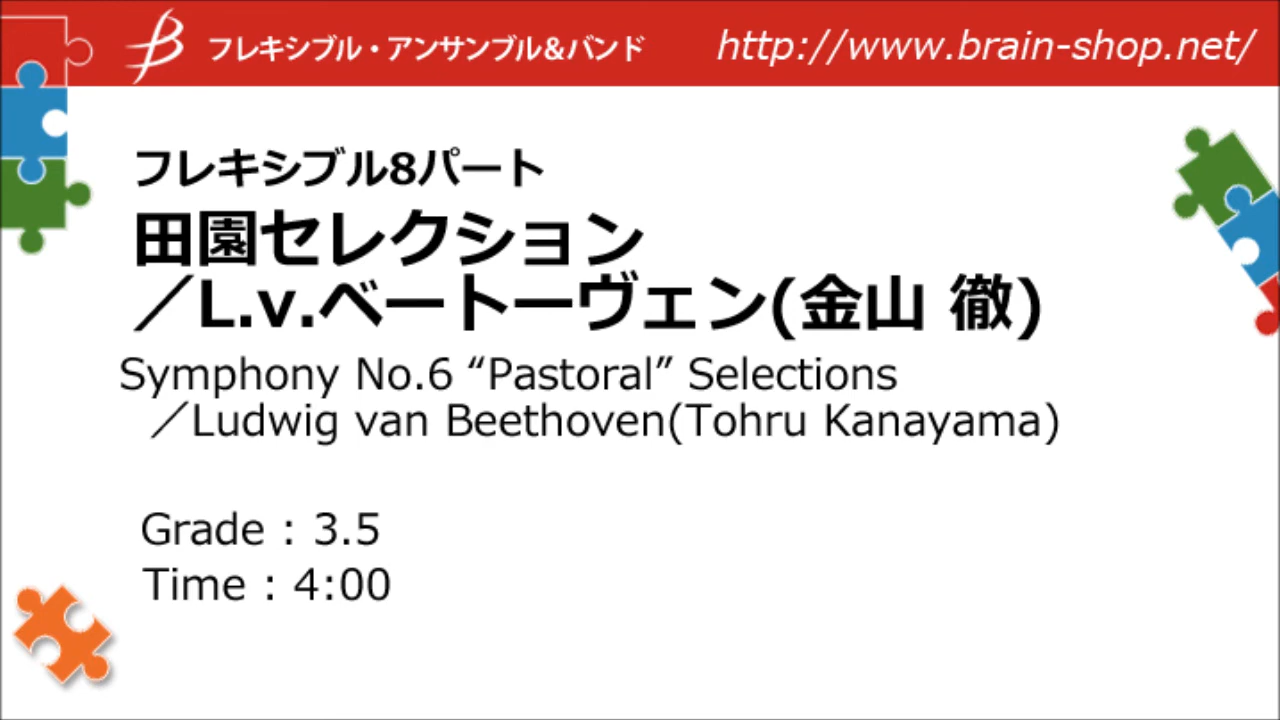 フレキシブル・アンサンブル&バンド
http://www.brain-shop.net/
フレキシブル8パート
田園セレクション
／L.v.ベートーヴェン(金山 徹)
Symphony No.6 “Pastoral” Selections
／Ludwig van Beethoven(Tohru Kanayama)
Grade : 3.5
Time : 4:00